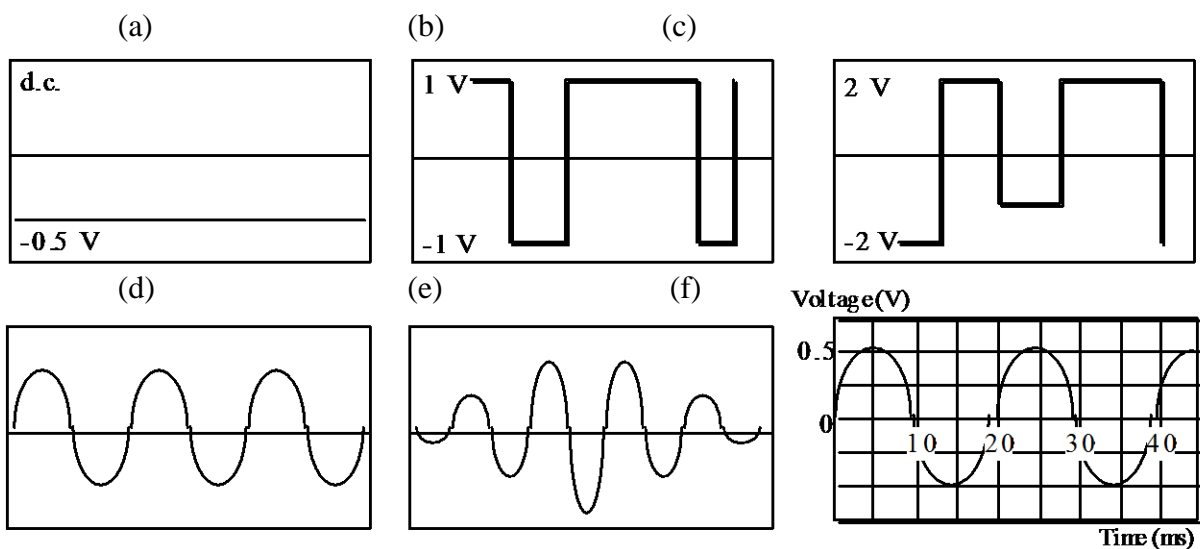 (a) (b) (c)
d.c. 1 V 2 V
-0.5 V -1 V -2 V
(d) (e) (f)
Voltage(V)
0.5
0
10 20 30 40
Time (ms)